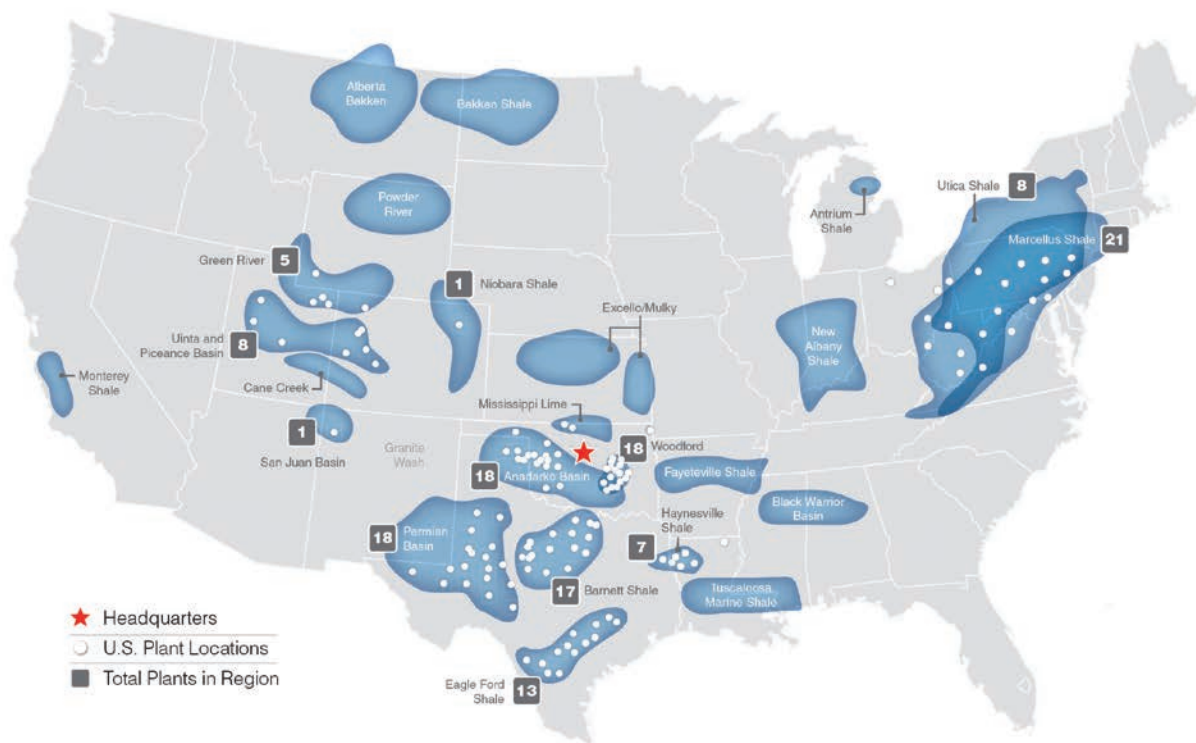 Alberta
Bakken
Bakken Shale
Powder
River
Antrium
Shale
Utica Shale
8
Marcellus Shale
21
Green River
5
1
Niobara Shale
Excello/Mulky
Uinta and
Piceance Basin
8
New
Albany
Shale
Monterey
Shale
Cane Creek
Mississippi Lime
1
San Juan Basin
Granite
Wash
18
Woodford
18
Anadarko Basin
Fayeteville Shale
Black Warrior
Basin
Haynesville
Shale
18
Permian
Basin
7
17
Barnett Shale
Tuscaloosa
Marine Shale
Headquarters
U.S. Plant Locations
Total Plants in Region
Eagle Ford
Shale
13